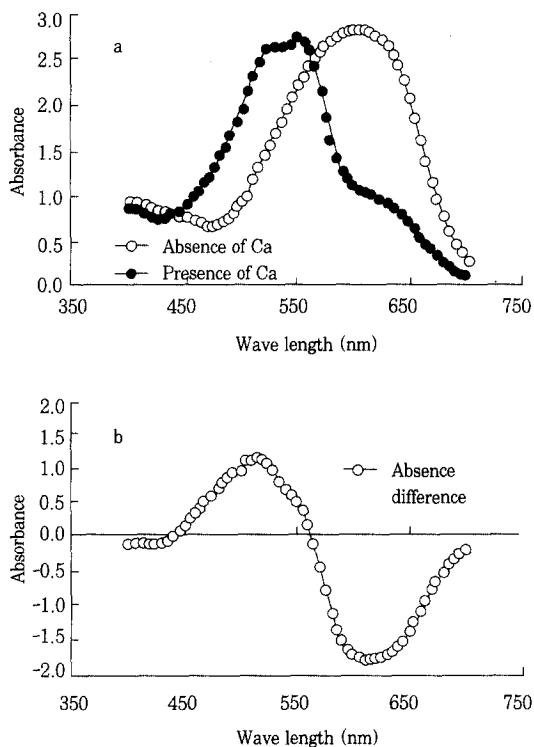 3.0
a
2.5
2.0
Absorbance
1.5
1.0
0.5
Absence of Ca
Presence of Ca
0.0
350 450 550 650 750
Wave length (nm)
2.0
b
1.5
1.0
Absence
difference
0.5
Absorbance
0.0
-0.5
-1.0
-1.5
-2.0
350 450 550 650 750
Wave length (nm)